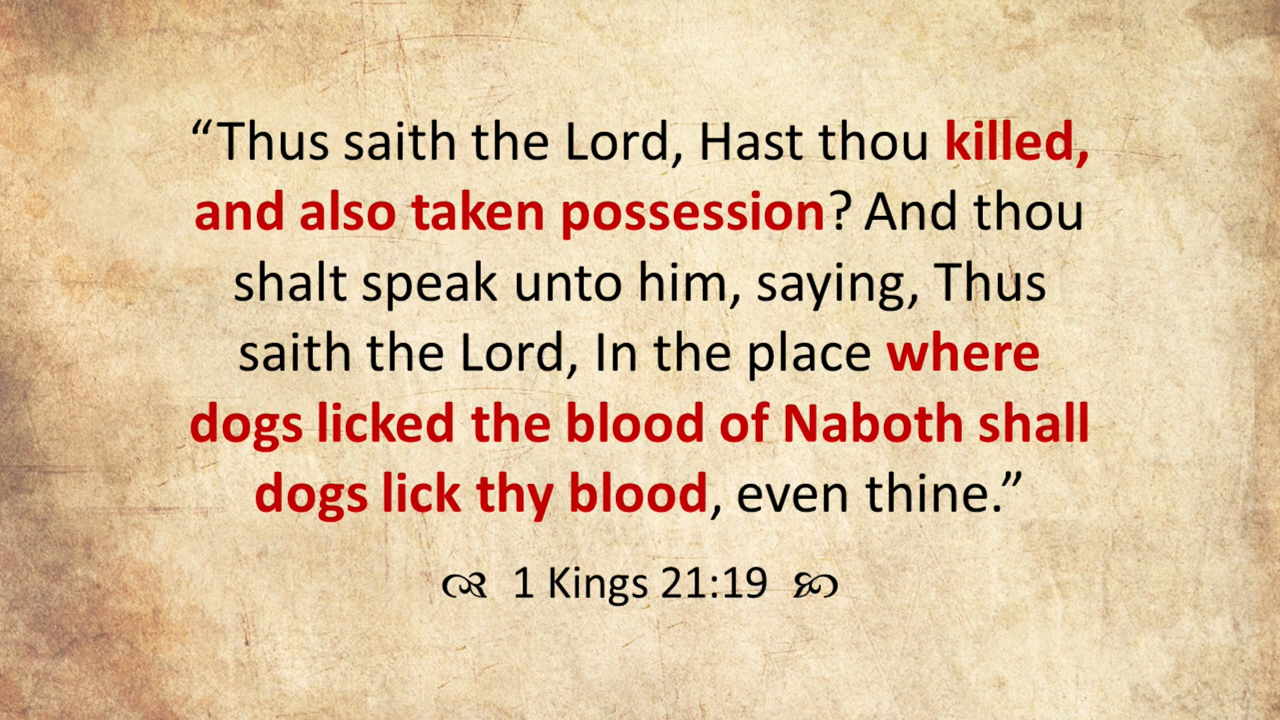 “Thus saith the Lord, Hast thou killed,
and also taken possession? And thou
shalt speak unto him, saying, Thus
saith the Lord, In the place where
dogs licked the blood of Naboth shall
dogs lick thy blood, even thine.”
1 Kings 21:19